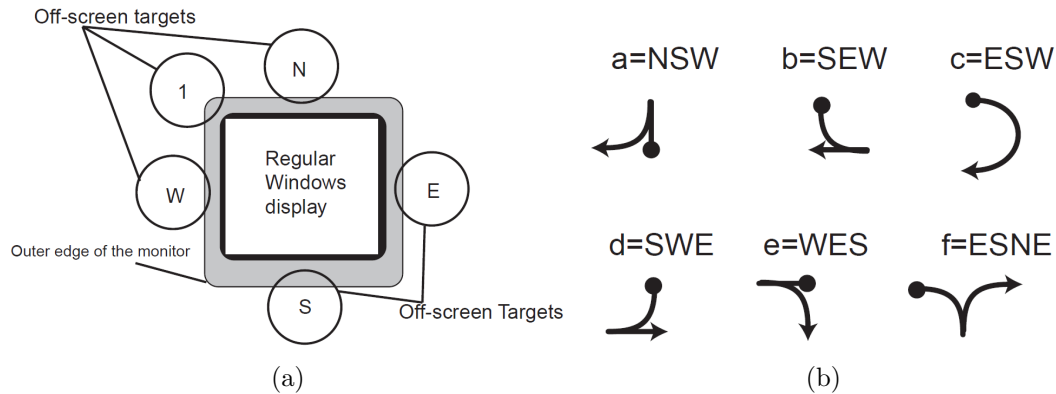 Off-screen targets
N
1
Regular
Windows
display
W
E
Outer edge of the monitor
S
Off-screen Targets
(a)
a=NSW
b=SEW
c=ESW
d=SWE
e=WES
f=ESNE
(b)